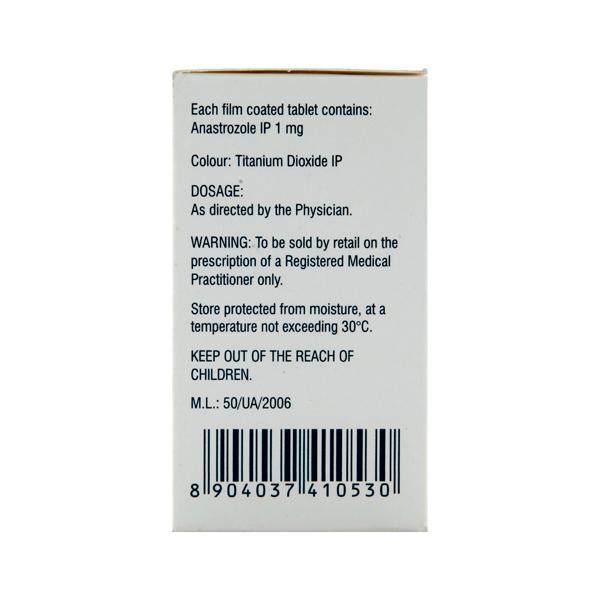 Each film coated tablet contains:
Anastrozole IP 1 mg
Colour: Titanium Dioxide IP
DOSAGE:
As directed by the Physician.
WARNING: To be sold by retail on the
prescription of a Registered Medical
Practitioner only.
Store protected from moisture, at a
temperature not exceeding 30°C.
KEEP OUT OF THE REACH OF
CHILDREN.
M.L.: 50/UA/2006
8 904037 410530